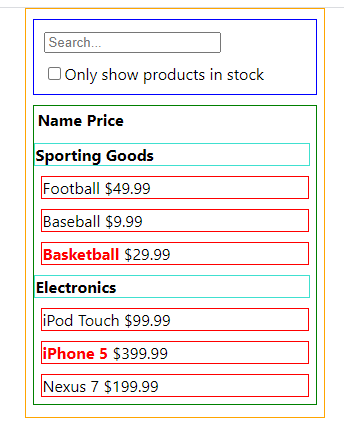 Search...
Only show products in stock
Name Price
Sporting Goods
Football $49.99
Baseball $9.99
Basketball $29.99
Electronics
iPod Touch $99.99
iPhone 5 $399.99
Nexus 7 $199.99